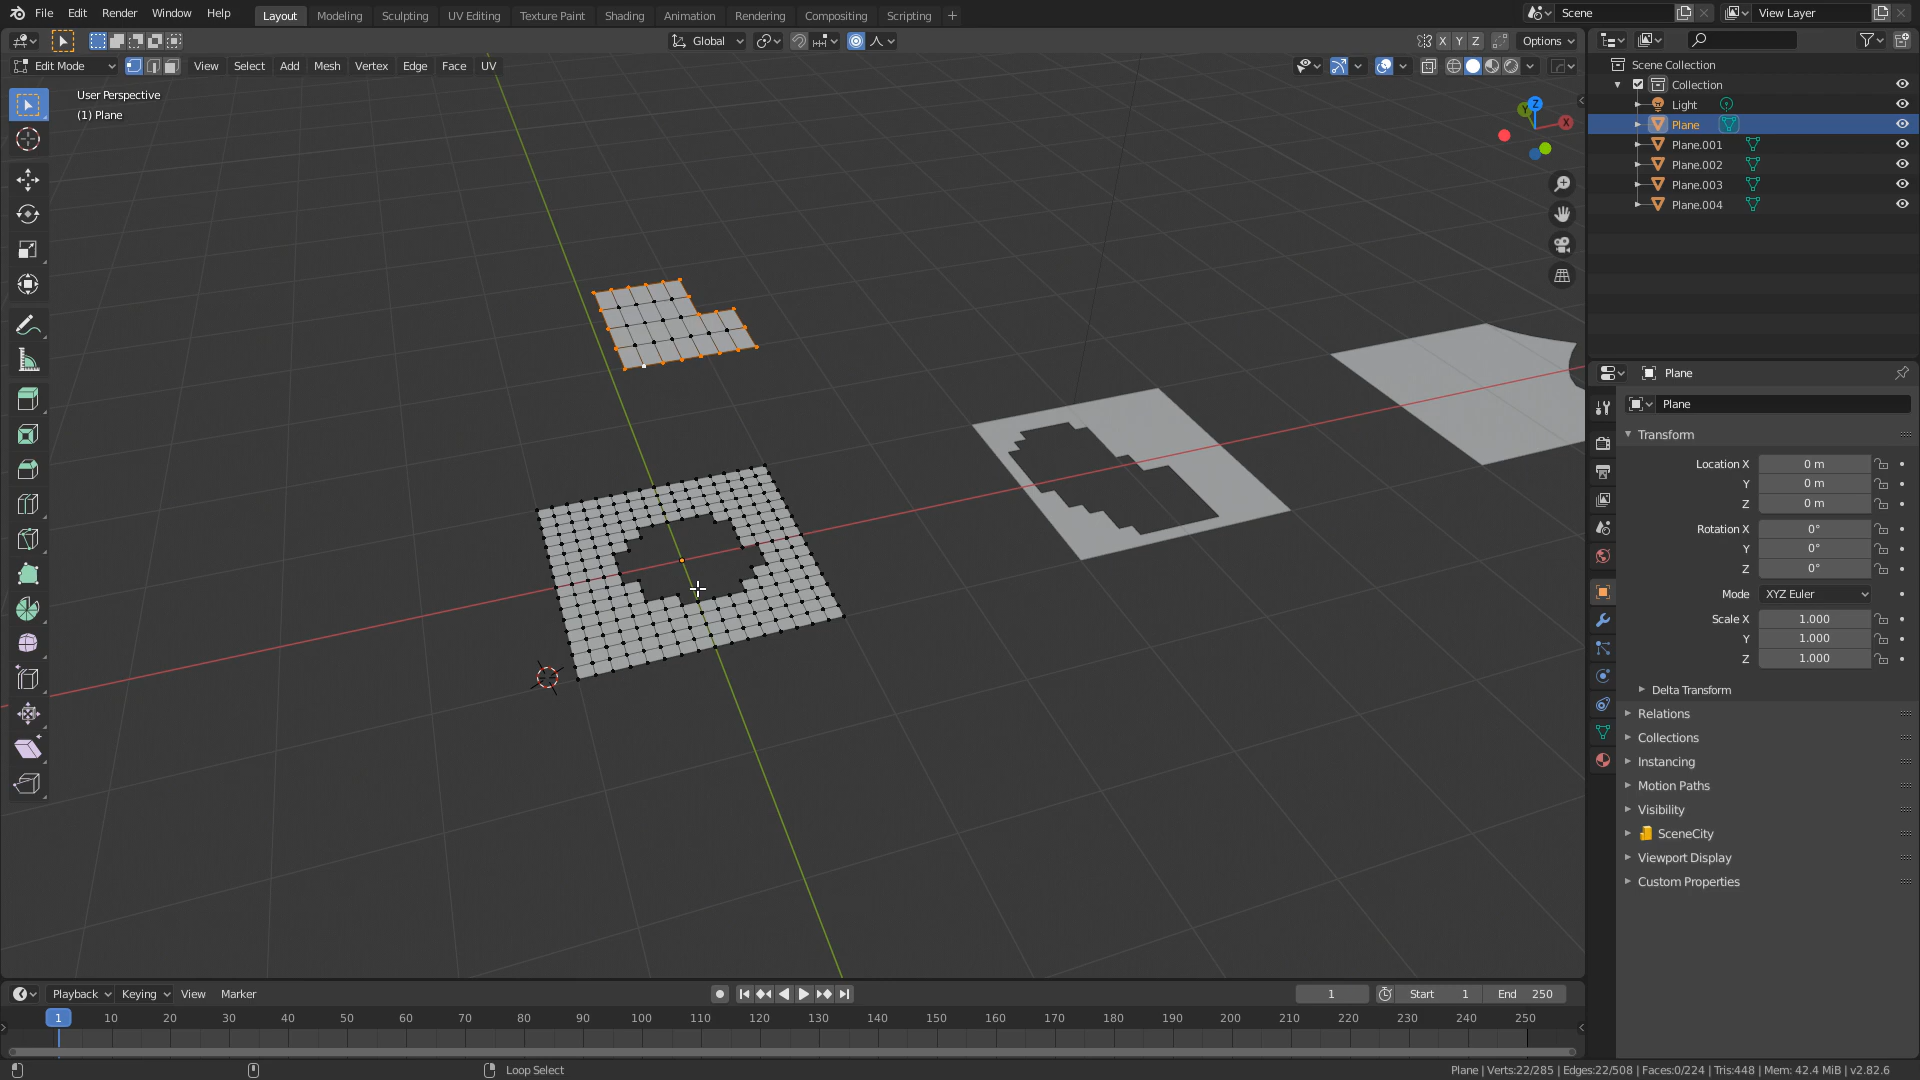 File Edit Render Window Help
Layout Modeling Sculpting UV Editing Texture Paint Shading Animation Rendering Compositing Scripting +
Scene
View Layer
Global
X Y Z
Options
Edit Mode
View Select Add Mesh Vertex Edge Face UV
User Perspective
(1) Plane
Z
Y
X
Scene Collection
Collection
Light
Plane
Plane.001
Plane.002
Plane.003
Plane.004
Plane
Plane
Transform
Location X 0 m
Y 0 m
Z 0 m
Rotation X 0°
Y 0°
Z 0°
Mode XYZ Euler
Scale X 1.000
Y 1.000
Z 1.000
Delta Transform
Relations
Collections
Instancing
Motion Paths
Visibility
SceneCity
Viewport Display
Custom Properties
Playback Keying View Marker
1
Start 1
End 250
1 10 20 30 40 50 60 70 80 90 100 110 120 130 140 150 160 170 180 190 200 210 220 230 240 250
Loop Select
Plane | Verts:22/285 | Edges:22/508 | Faces:0/224 | Tris:448 | Mem: 42.4 MiB | v2.82.6